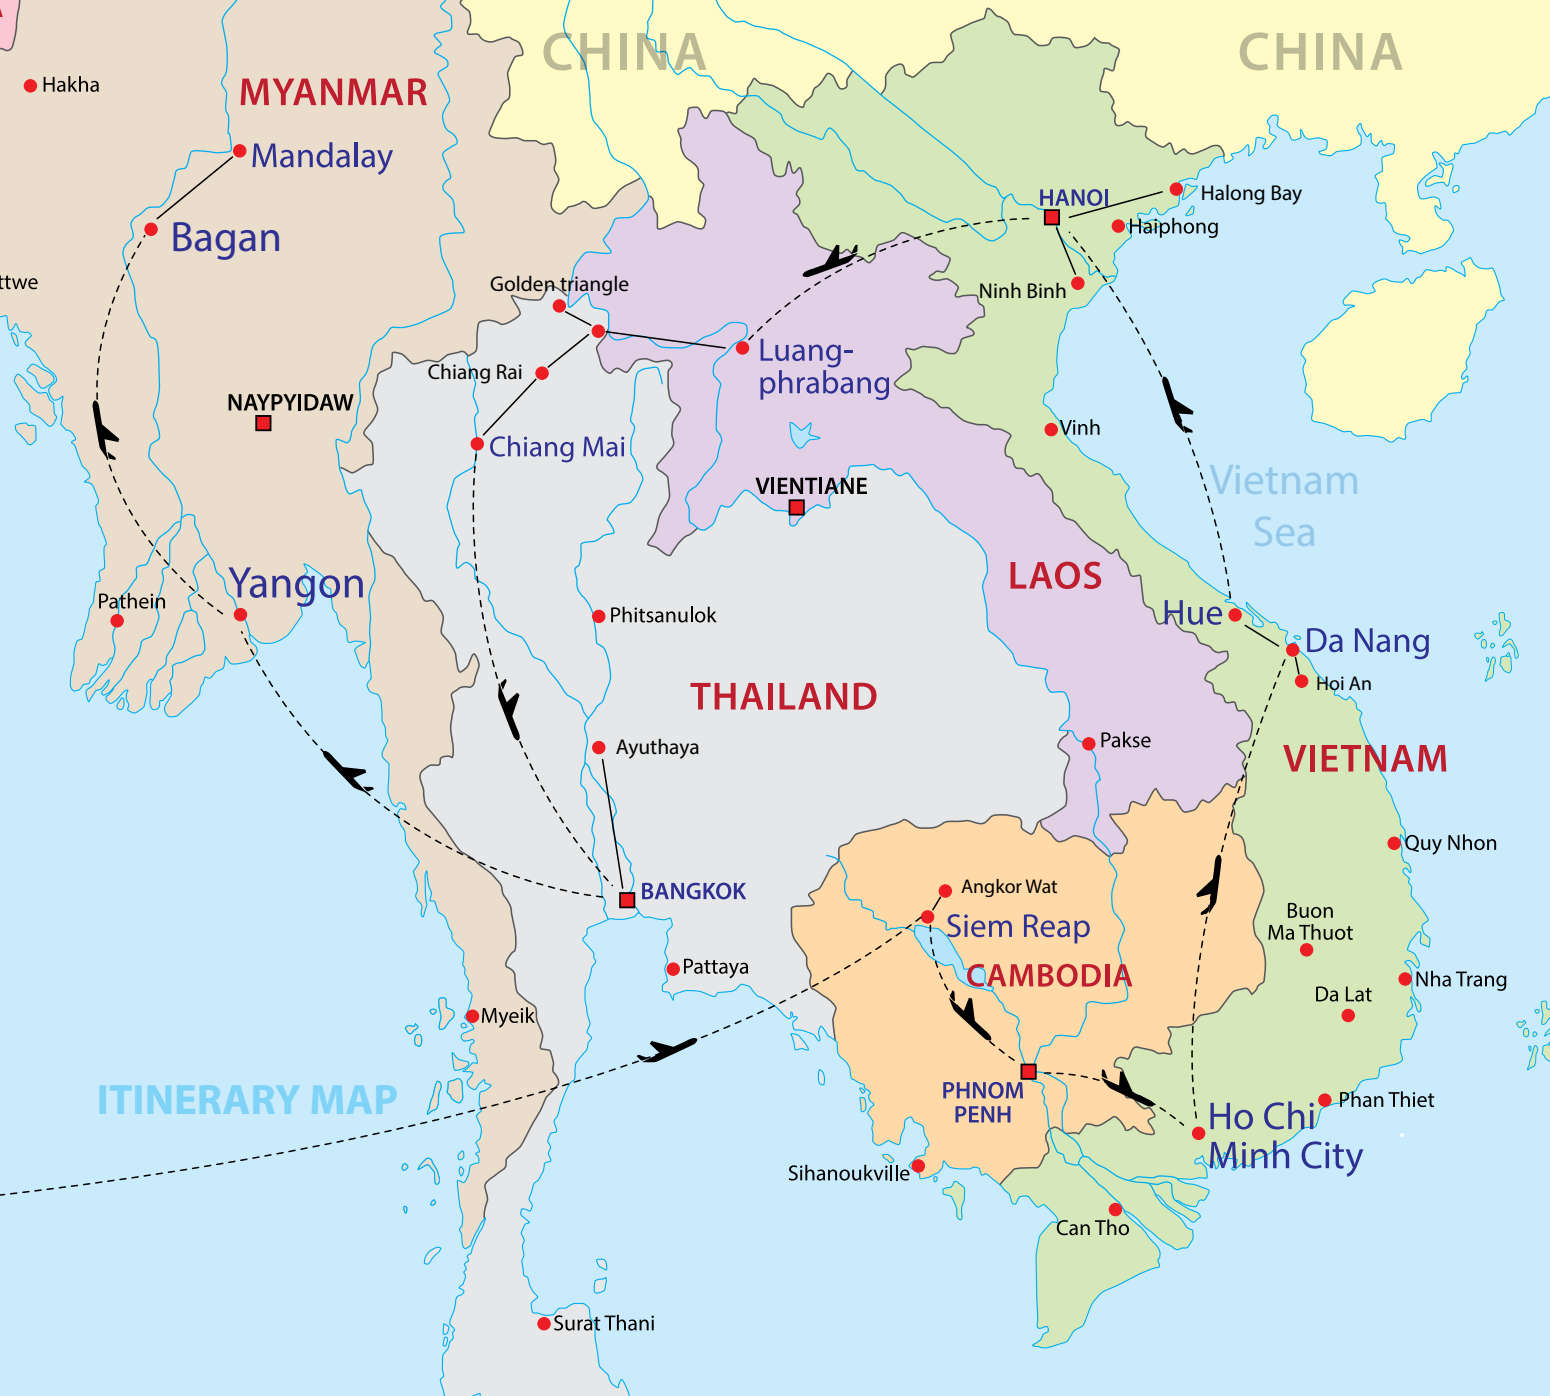 CHINA
CHINA
Hakha
MYANMAR
Mandalay
HANOI
Halong Bay
Haiphong
Bagan
ttwe
Golden triangle
Ninh Binh
Luang-
phrabang
Chiang Rai
NAYPYIDAW
Vinh
Chiang Mai
Vietnam
Sea
VIENTIANE
LAOS
Yangon
Pathein
Phitsanulok
Hue
Da Nang
Hoi An
THAILAND
Pakse
Ayuthaya
VIETNAM
Quy Nhon
BANGKOK
Angkor Wat
Siem Reap
Buon
Ma Thuot
Pattaya
CAMBODIA
Nha Trang
Da Lat
Myeik
ITINERARY MAP
PHNOM
PENH
Phan Thiet
Ho Chi
Minh City
Sihanoukville
Can Tho
Surat Thani